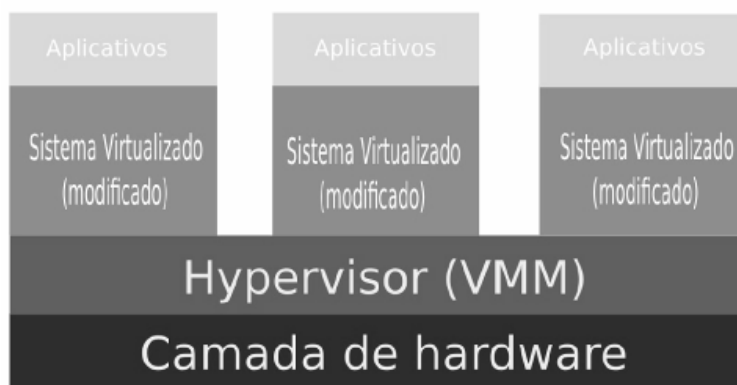 Aplicativos
Aplicativos
Aplicativos
Sistema Virtualizado
(modificado)
Sistema Virtualizado
(modificado)
Sistema Virtualizado
(modificado)
Hypervisor (VMM)
Camada de hardware